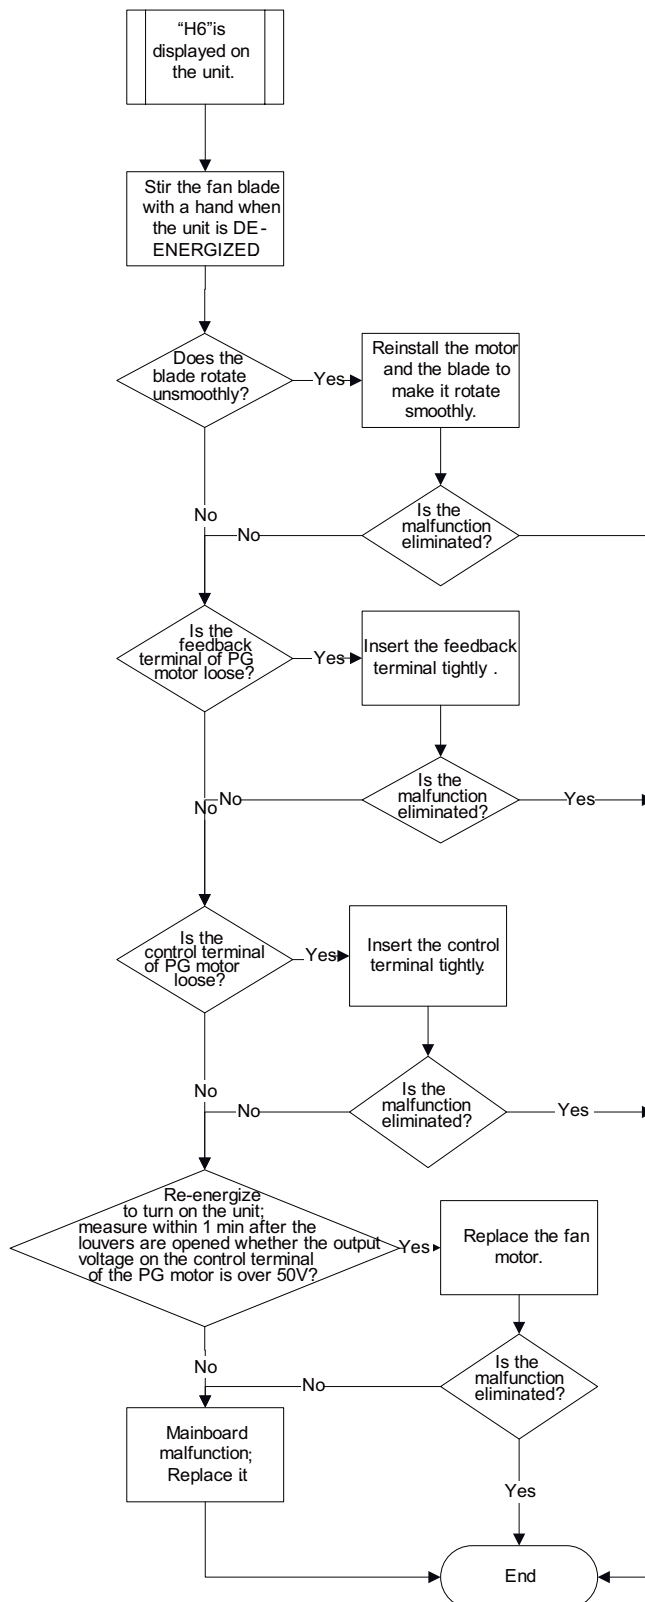 “H6”is
displayed on
the unit.
Stir the fan blade
with a hand when
the unit is DE-
ENERGIZED
Does the
blade rotate
unsmoothly?
Yes
Reinstall the motor
and the blade to
make it rotate
smoothly.
No
No
Is the
malfunction
eliminated?
Is the
feedback
terminal of PG
motor loose?
Yes
Insert the feedback
terminal tightly .
No
No
Is the
malfunction
eliminated?
Yes
Is the
control terminal
of PG motor
loose?
Yes
Insert the control
terminal tightly.
No
No
Is the
malfunction
eliminated?
Yes
Re-energize
to turn on the unit;
measure within 1 min after the
louvers are opened whether the output
voltage on the control terminal
of the PG motor is over 50V?
Yes
Replace the fan
motor.
No
No
Is the
malfunction
eliminated?
Mainboard
malfunction;
Replace it
Yes
End